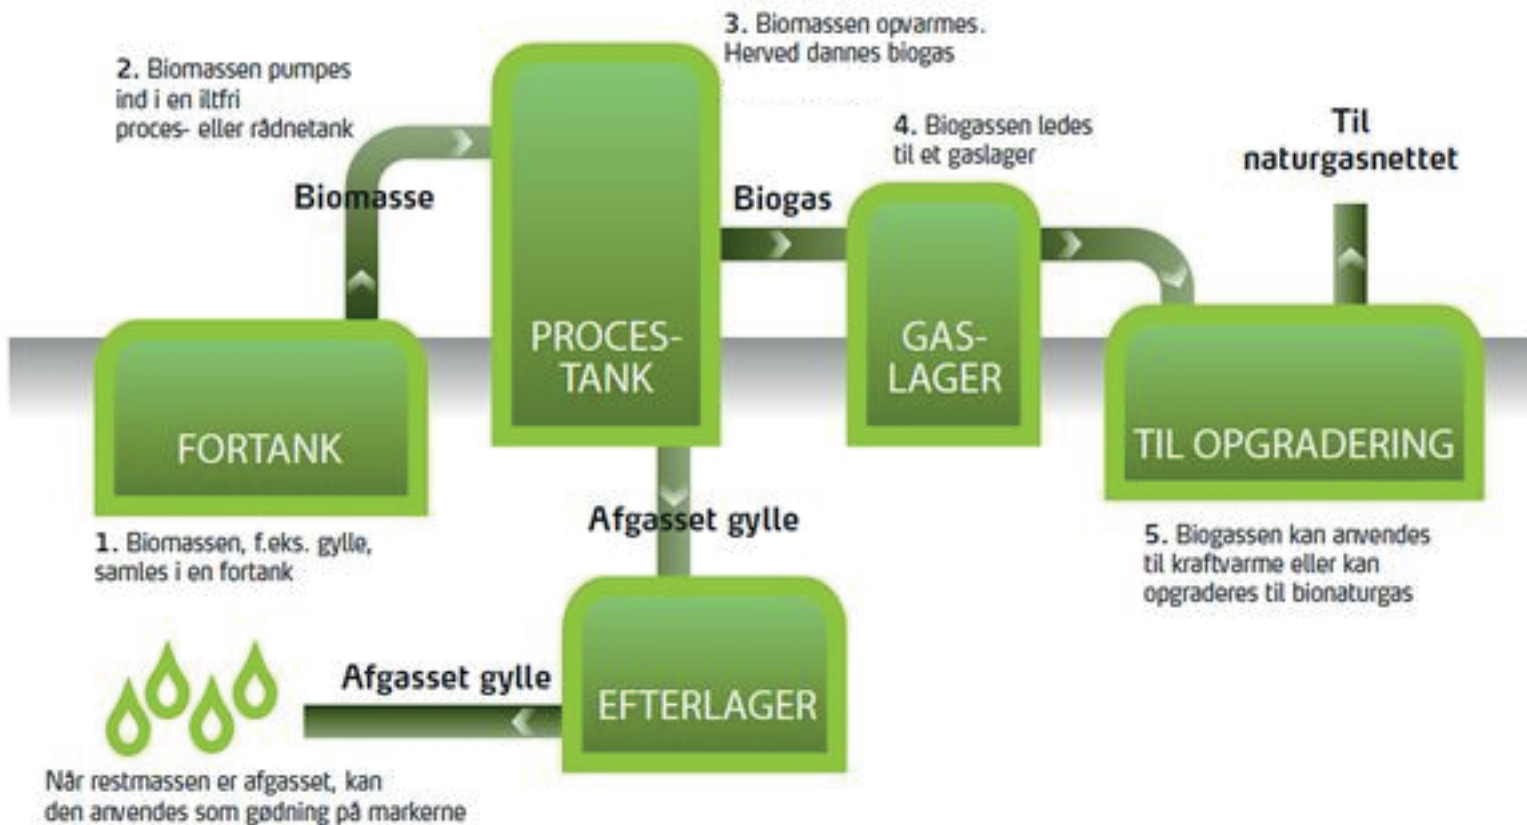 2. Biomassen pumpes
ind i en iltfri
proces- eller rådnetank
3. Biomassen opvarmes.
Herved dannes biogas
4. Biogassen ledes
til et gaslager
Til
naturgasnettet
Biomasse
Biogas
PROCES-
TANK
GAS-
LAGER
FORTANK
TIL OPGRADERING
1. Biomassen, f.eks. gylle,
samles i en fortank
Afgasset gylle
5. Biogassen kan anvendes
til kraftvarme eller kan
opgraderes til bionaturgas
Afgasset gylle
EFTERLAGER
Når restmassen er afgasset, kan
den anvendes som gødning på markerne